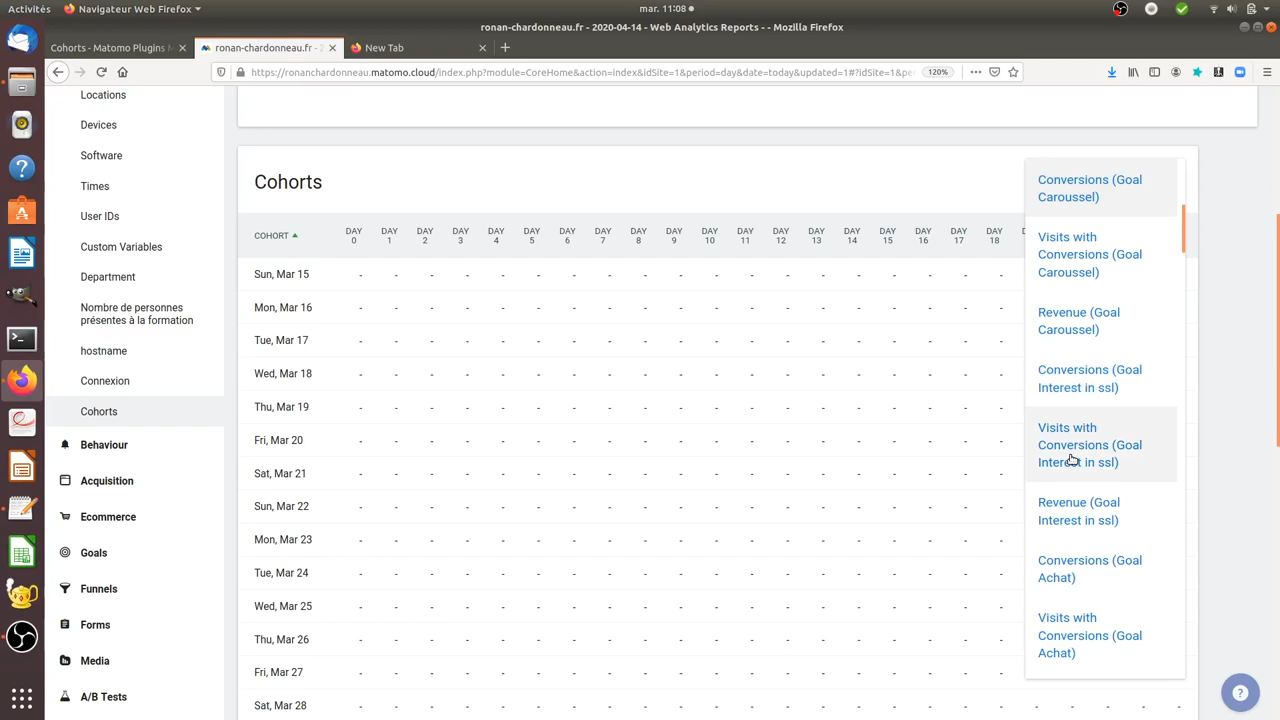 Activités
Navigateur Web Firefox
mar. 11:08
ronan-chardonneau.fr - 2020-04-14 - Web Analytics Reports - - Mozilla Firefox
Cohorts - Matomo Plugins
ronan-chardonneau.fr - 2
New Tab
https://ronanchardonneau.matomo.cloud/index.php?module=CoreHome&action=index&idSite=1&period=day&date=today&updated=1#?idSite=1&pe
120%
Locations
Devices
Software
Times
User IDs
Custom Variables
Department
Nombre de personnes
présentes à la formation
hostname
Connexion
Cohorts
Behaviour
Acquisition
Ecommerce
Goals
Funnels
Forms
Media
A/B Tests
Cohorts
COHORT DAY 0 DAY 1 DAY 2 DAY 3 DAY 4 DAY 5 DAY 6 DAY 7 DAY 8 DAY 9 DAY 10 DAY 11 DAY 12 DAY 13 DAY 14 DAY 15 DAY 16 DAY 17 DAY 18
Sun, Mar 15 - - - - - - - - - - - - - - - - - - -
Mon, Mar 16 - - - - - - - - - - - - - - - - - - -
Tue, Mar 17 - - - - - - - - - - - - - - - - - - -
Wed, Mar 18 - - - - - - - - - - - - - - - - - - -
Thu, Mar 19 - - - - - - - - - - - - - - - - - - -
Fri, Mar 20 - - - - - - - - - - - - - - - - - - -
Sat, Mar 21 - - - - - - - - - - - - - - - - - - -
Sun, Mar 22 - - - - - - - - - - - - - - - - - - -
Mon, Mar 23 - - - - - - - - - - - - - - - - - - -
Tue, Mar 24 - - - - - - - - - - - - - - - - - - -
Wed, Mar 25 - - - - - - - - - - - - - - - - - - -
Thu, Mar 26 - - - - - - - - - - - - - - - - - - -
Fri, Mar 27 - - - - - - - - - - - - - - - - - - -
Sat, Mar 28 - - - - - - - - - - - - - - - - - - - - - - - -
Conversions (Goal
Caroussel)
Visits with
Conversions (Goal
Caroussel)
Revenue (Goal
Caroussel)
Conversions (Goal
Interest in ssl)
Visits with
Conversions (Goal
Interest in ssl)
Revenue (Goal
Interest in ssl)
Conversions (Goal
Achat)
Visits with
Conversions (Goal
Achat)